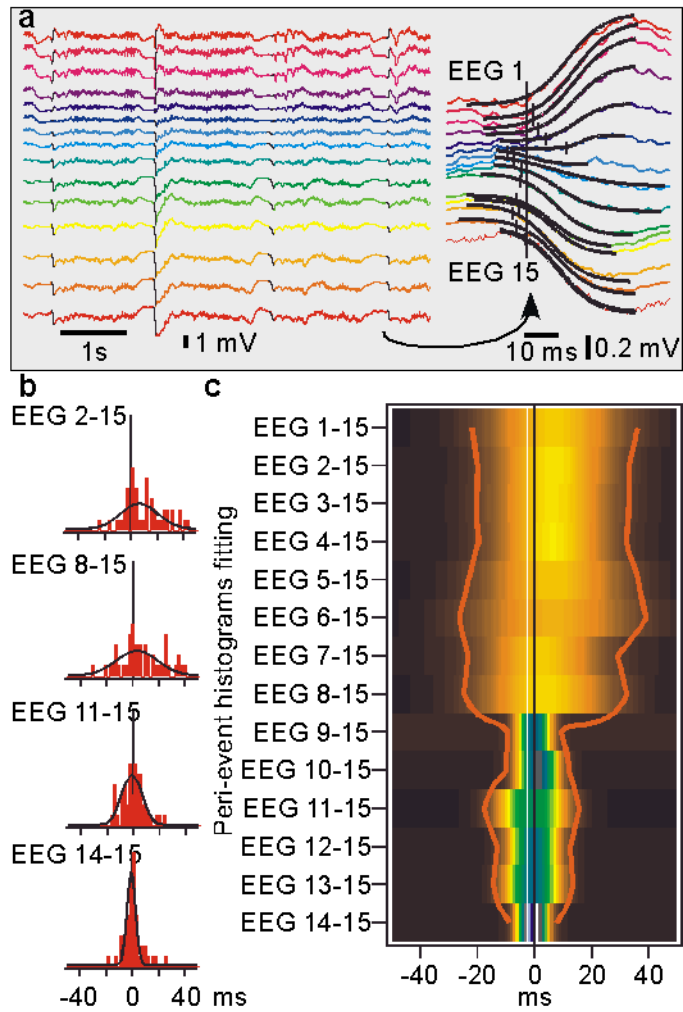 a
EEG 1
EEG 15
1s
1 mV
10 ms
0.2 mV
b
EEG 2-15
EEG 8-15
EEG 11-15
EEG 14-15
-40 0 40 ms
Peri-event histograms fitting
c
EEG 1-15
EEG 2-15
EEG 3-15
EEG 4-15
EEG 5-15
EEG 6-15
EEG 7-15
EEG 8-15
EEG 9-15
EEG 10-15
EEG 11-15
EEG 12-15
EEG 13-15
EEG 14-15
-40 -20 0 20 40
ms